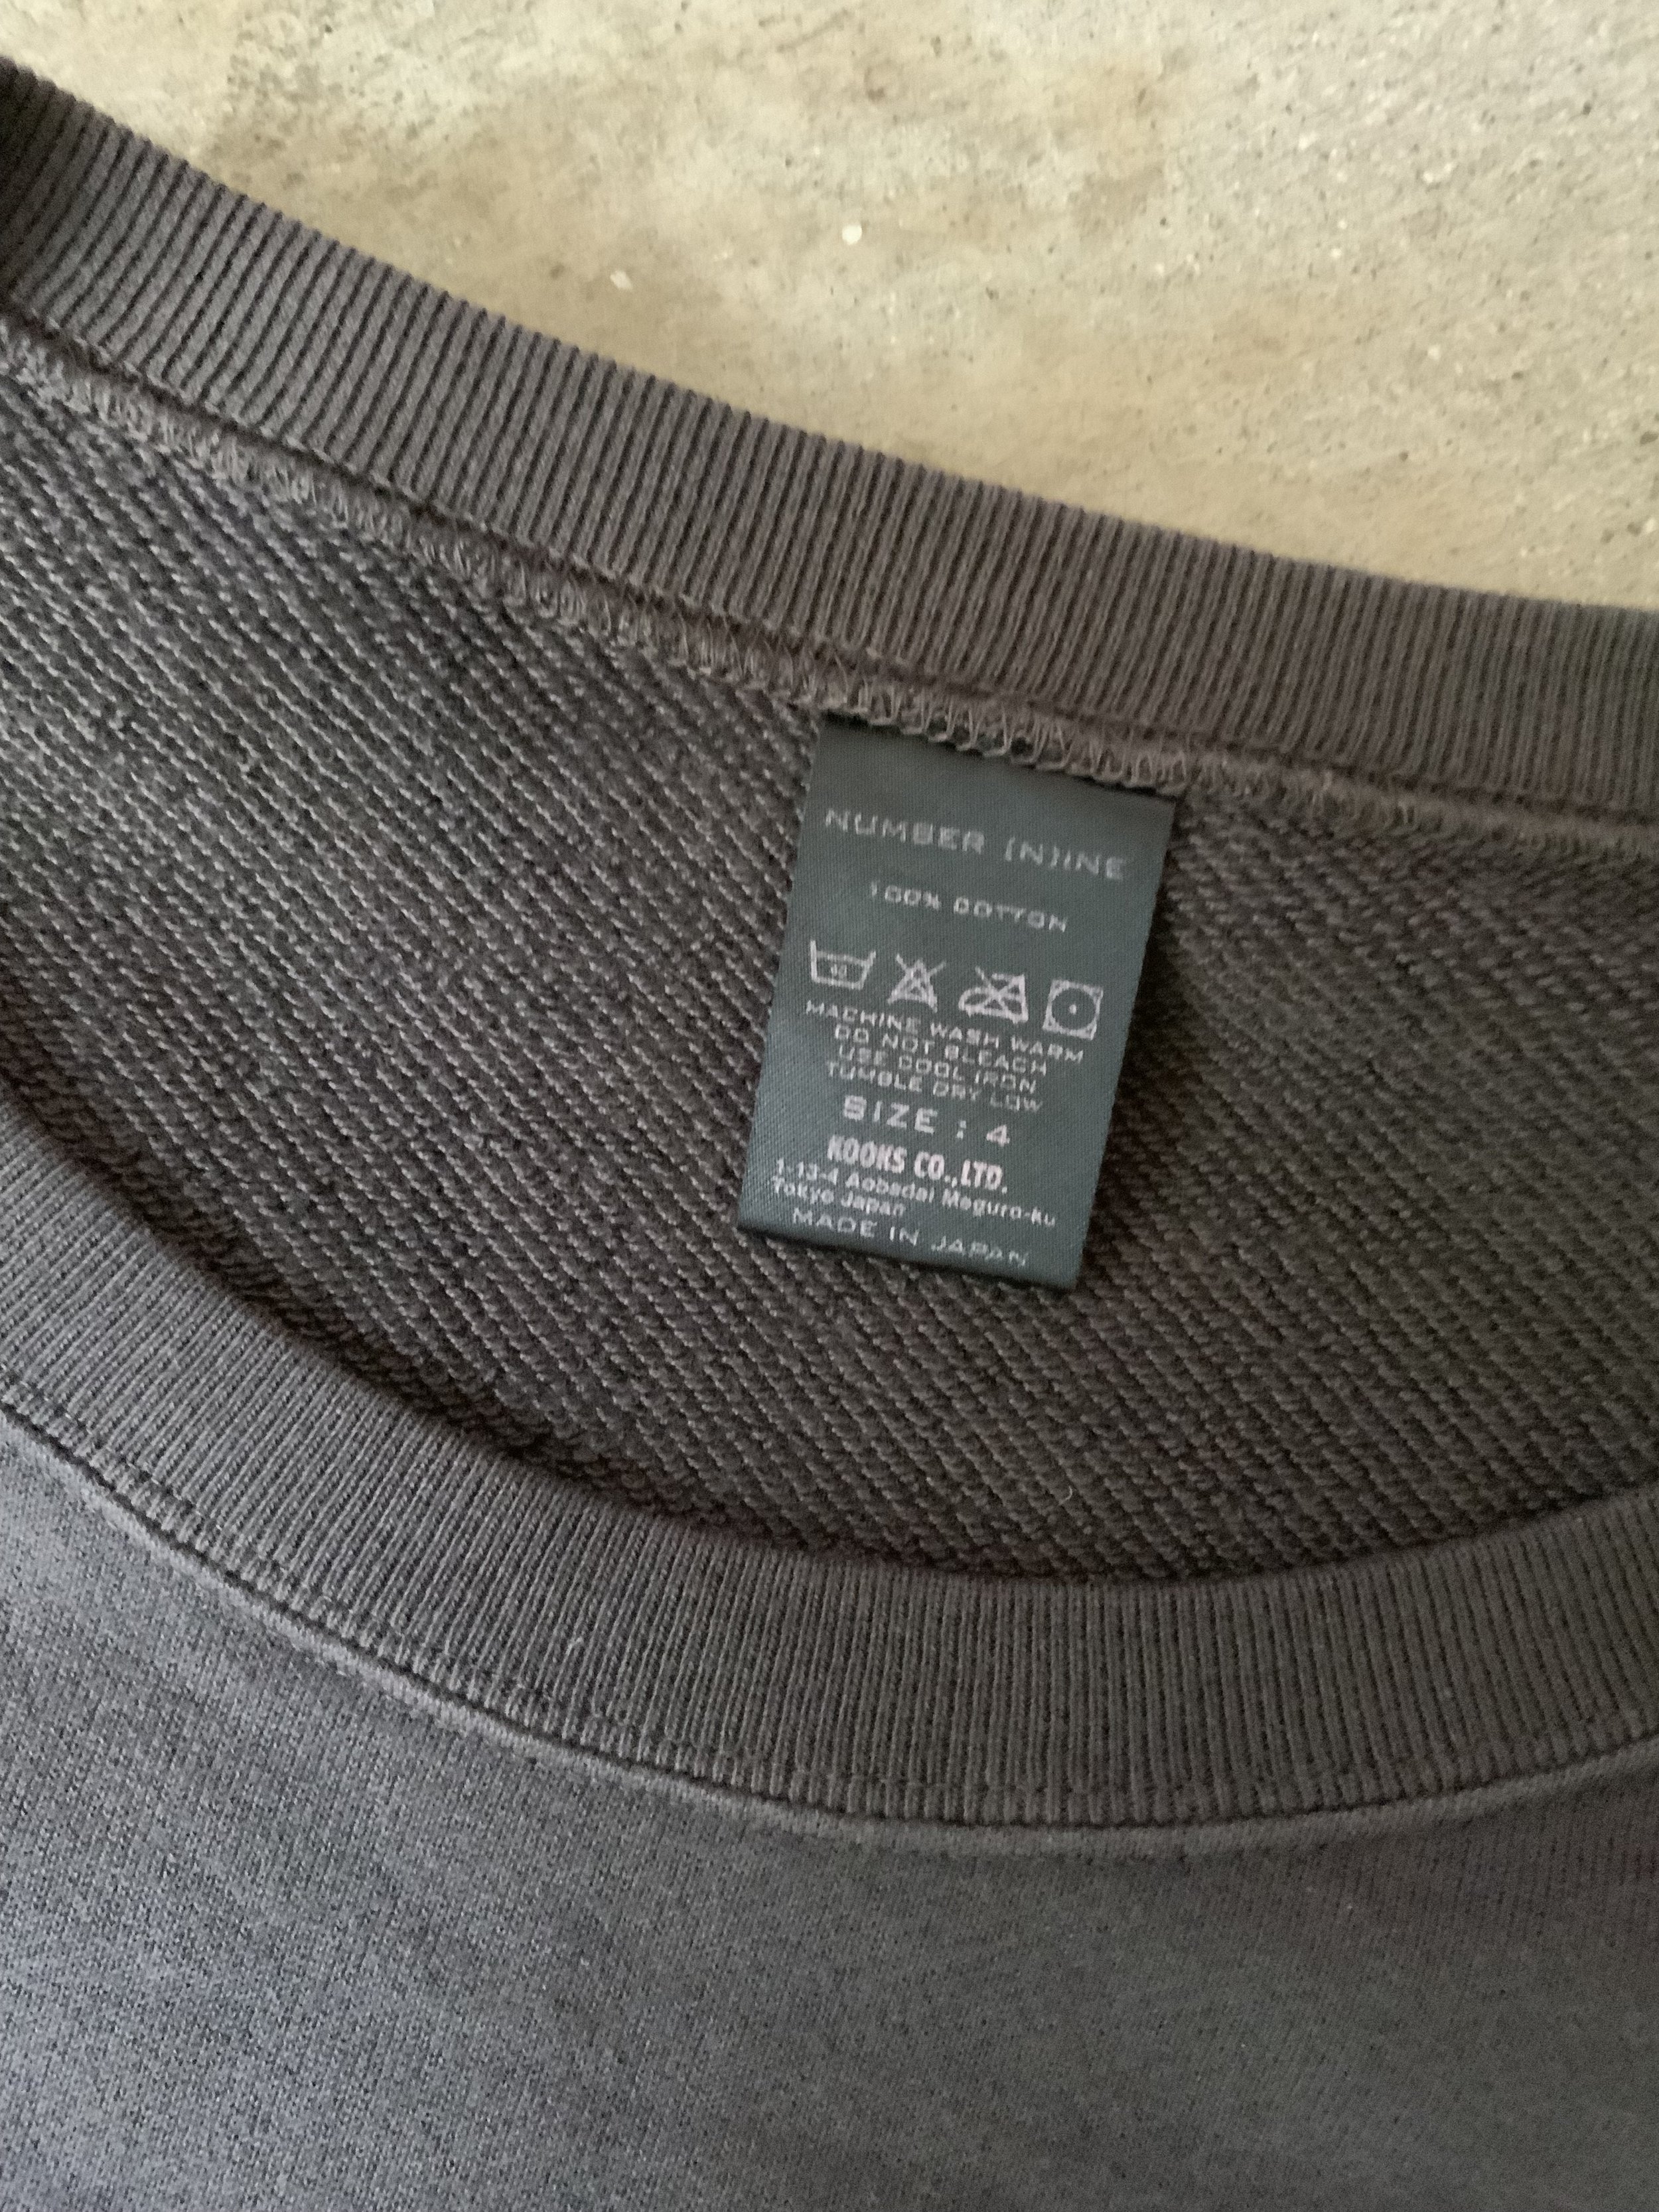 NUMBER (N)INE
100% COTTON
40
MACHINE WASH WARM
DO NOT BLEACH
USE COOL IRON
TUMBLE DRY LOW
SIZE : 4
KOOKS CO.,LTD.
1-13-4 Aobadai Meguro-ku
Tokyo Japan
MADE IN JAPAN